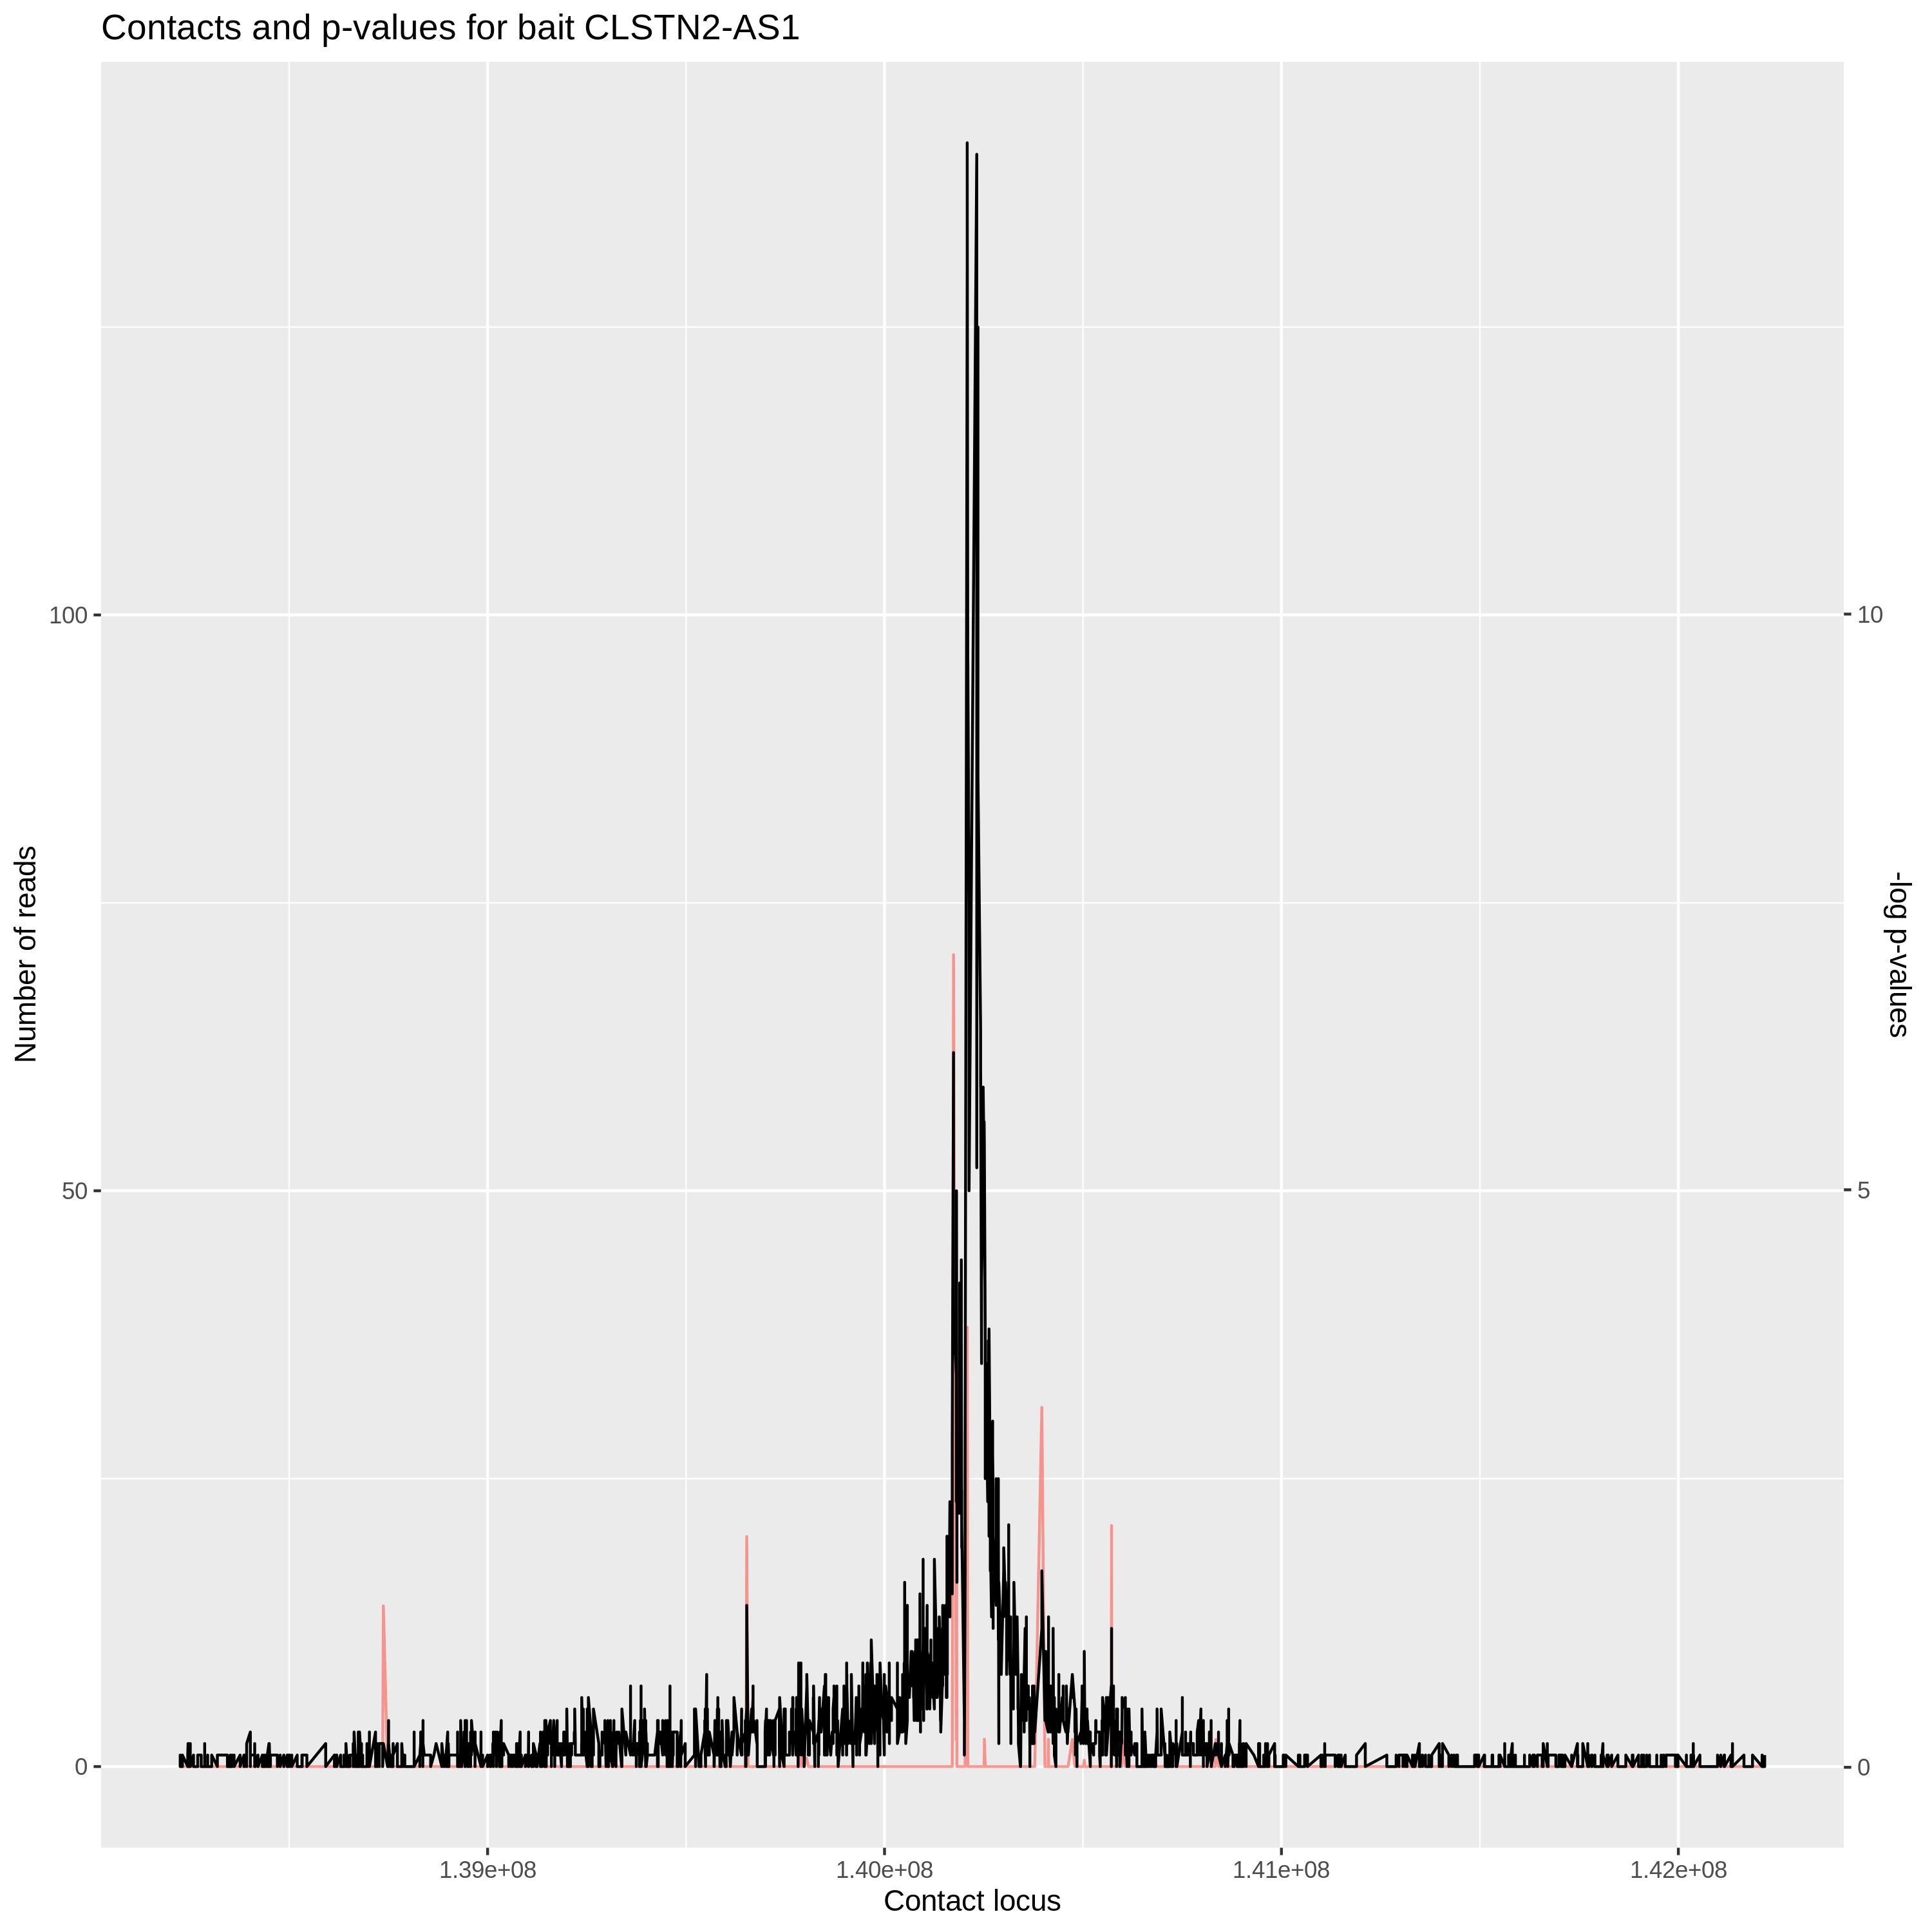 Contacts and p-values for bait CLSTN2-AS1
Number of reads
100
50
0
10
5
0
-log p-values
1.39e+08
1.40e+08
1.41e+08
1.42e+08
Contact locus